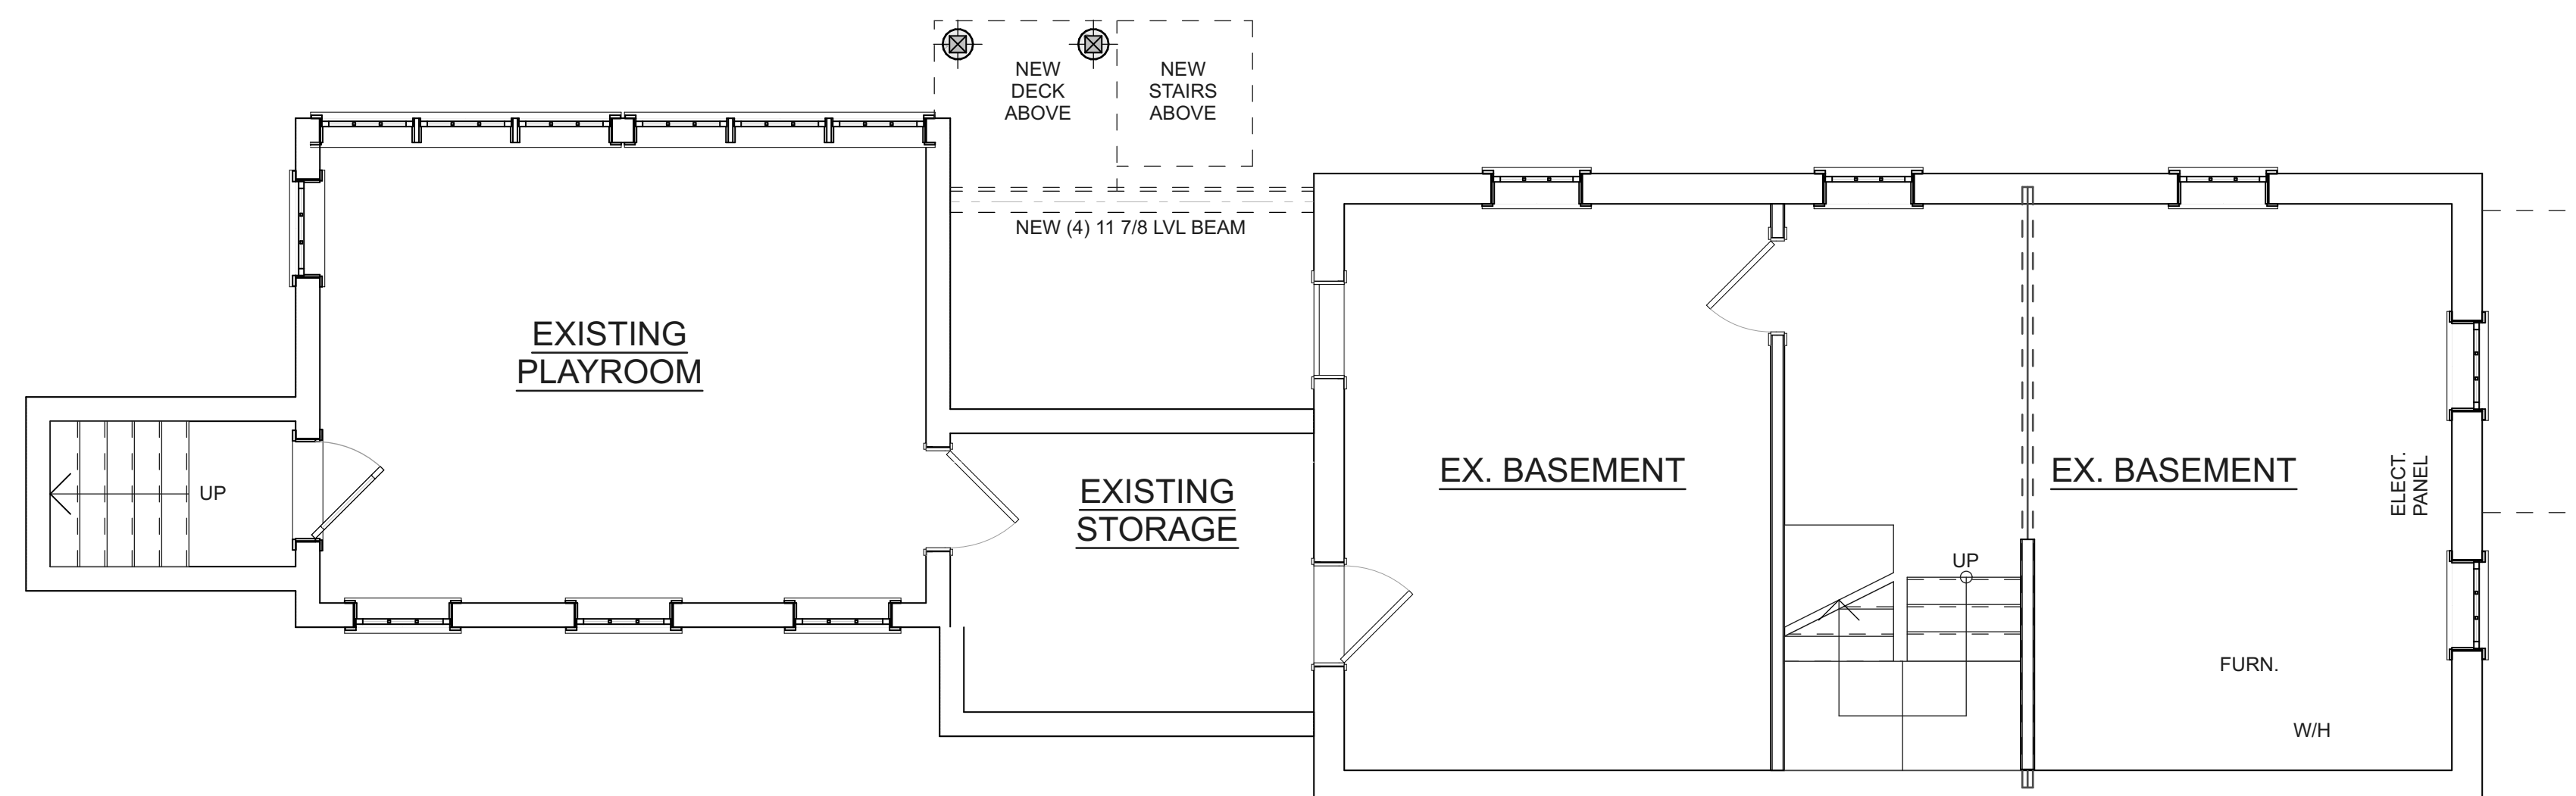 NEW
DECK
ABOVE
NEW
STAIRS
ABOVE
NEW (4) 11 7/8 LVL BEAM
EXISTING
PLAYROOM
UP
EXISTING
STORAGE
EX. BASEMENT
EX. BASEMENT
ELECT.
PANEL
UP
FURN.
W/H